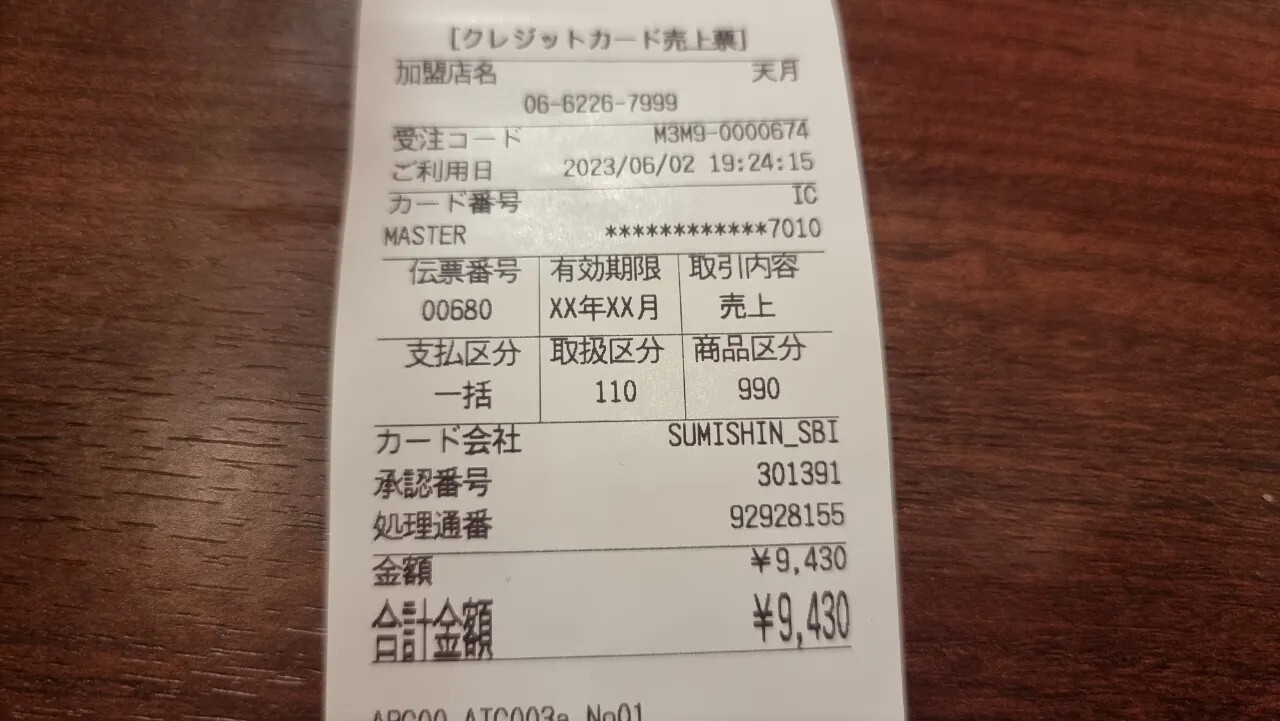 [クレジットカード売上票]
加盟店名 天月
06-6226-7999
受注コード M3M9-0000674
ご利用日 2023/06/02 19:24:15
カード番号 IC
MASTER ************7010
伝票番号 有効期限 取引内容
00680 XX年XX月 売上
支払区分 取扱区分 商品区分
一括 110 990
カード会社 SUMISHIN_SBI
承認番号 301391
処理通番 92928155
金額 ¥9,430
合計金額 ¥9,430
No01